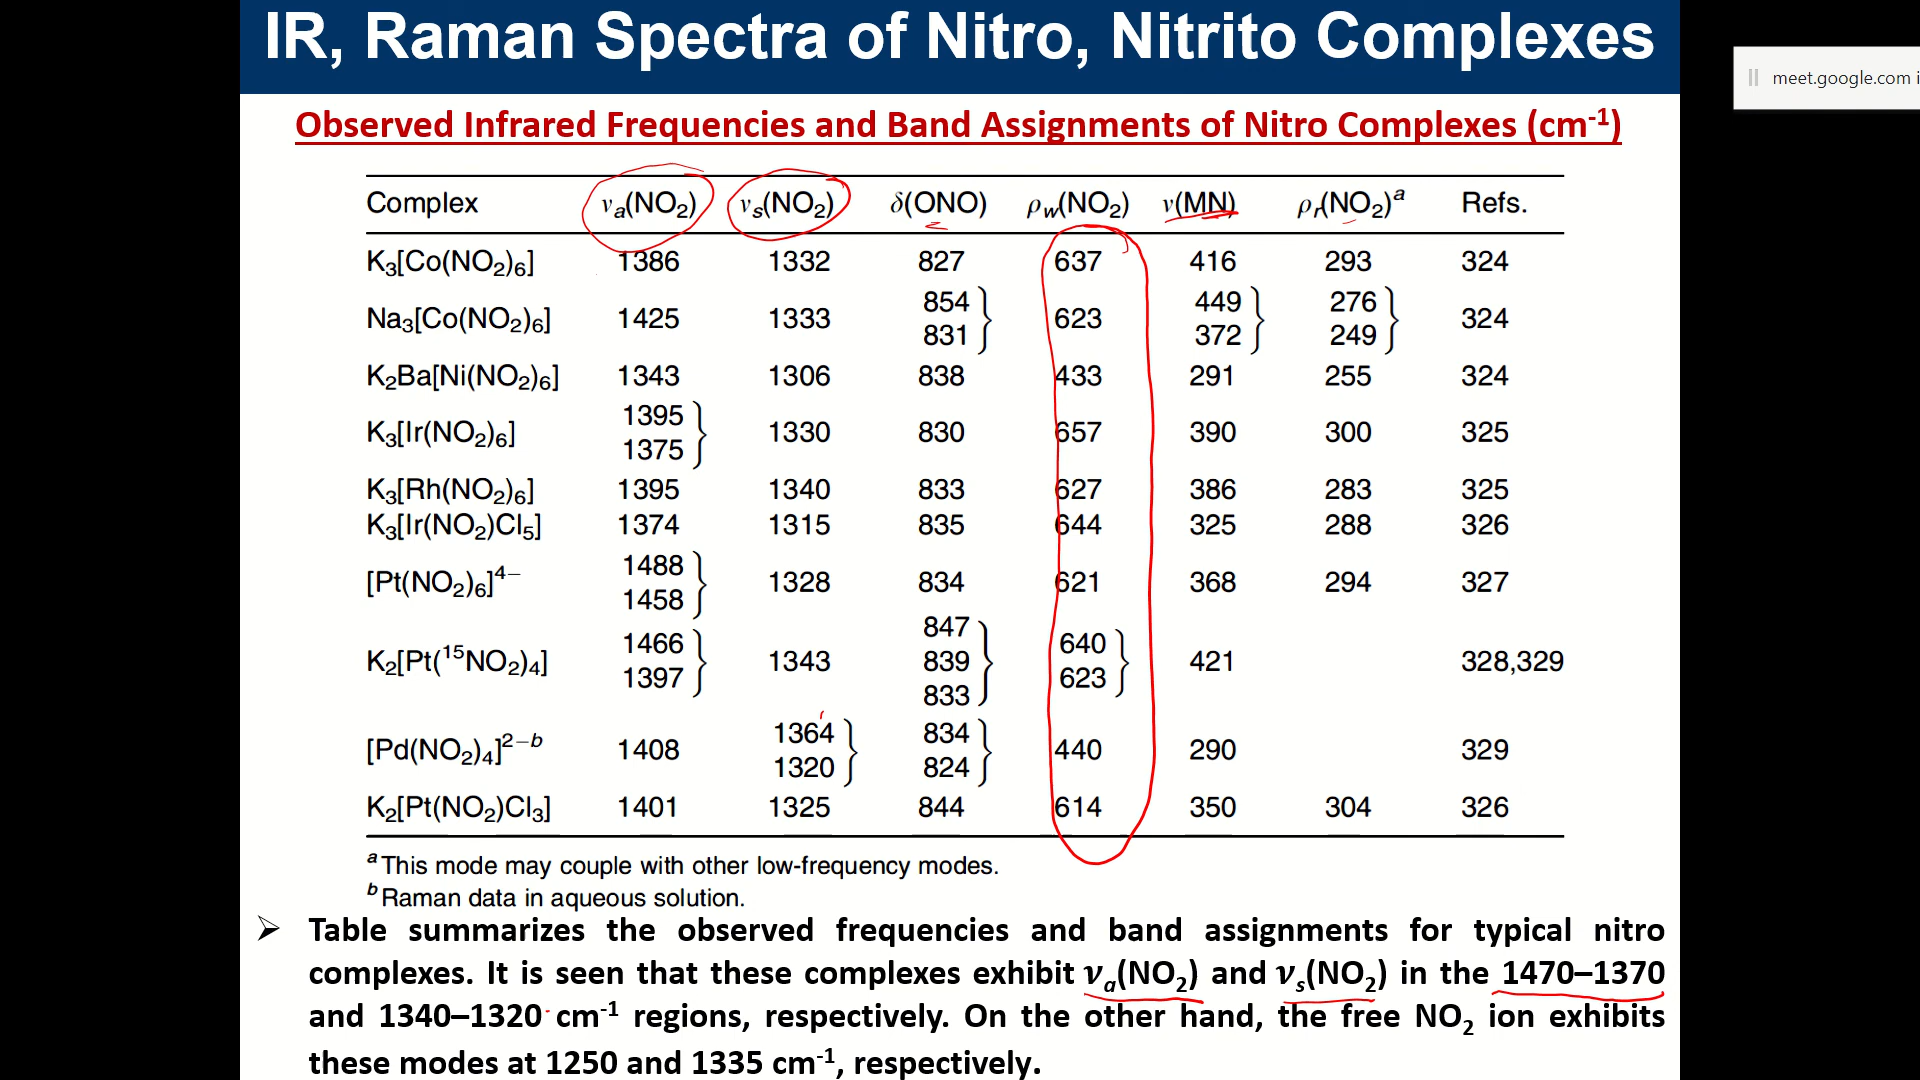 IR, Raman Spectra of Nitro, Nitrito Complexes
meet.google.com i
Observed Infrared Frequencies and Band Assignments of Nitro Complexes (cm⁻¹)
Complex νₐ(NO₂) νₛ(NO₂) δ(ONO) ρ_w(NO₂) ν(MN) ρᵣ(NO₂)ᵃ Refs.
K₃[Co(NO₂)₆] 1386 1332 827 637 416 293 324
Na₃[Co(NO₂)₆] 1425 1333 854 831} 623 449 372} 276 249} 324
K₂Ba[Ni(NO₂)₆] 1343 1306 838 433 291 255 324
K₃[Ir(NO₂)₆] 1395 1375} 1330 830 657 390 300 325
K₃[Rh(NO₂)₆] 1395 1340 833 627 386 283 325
K₃[Ir(NO₂)Cl₅] 1374 1315 835 644 325 288 326
[Pt(NO₂)₆]⁴⁻ 1488 1458} 1328 834 621 368 294 327
K₂[Pt(¹⁵NO₂)₄] 1466 1397} 1343 847 839 833} 640 623} 421 328,329
[Pd(NO₂)₄]²⁻ᵇ 1408 1364 1320} 834 824} 440 290 329
K₂[Pt(NO₂)Cl₃] 1401 1325 844 614 350 304 326
ᵃ This mode may couple with other low-frequency modes.
ᵇ Raman data in aqueous solution.
➢ Table summarizes the observed frequencies and band assignments for typical nitro
complexes. It is seen that these complexes exhibit νₐ(NO₂) and νₛ(NO₂) in the 1470–1370
and 1340–1320 cm⁻¹ regions, respectively. On the other hand, the free NO₂ ion exhibits
these modes at 1250 and 1335 cm⁻¹, respectively.